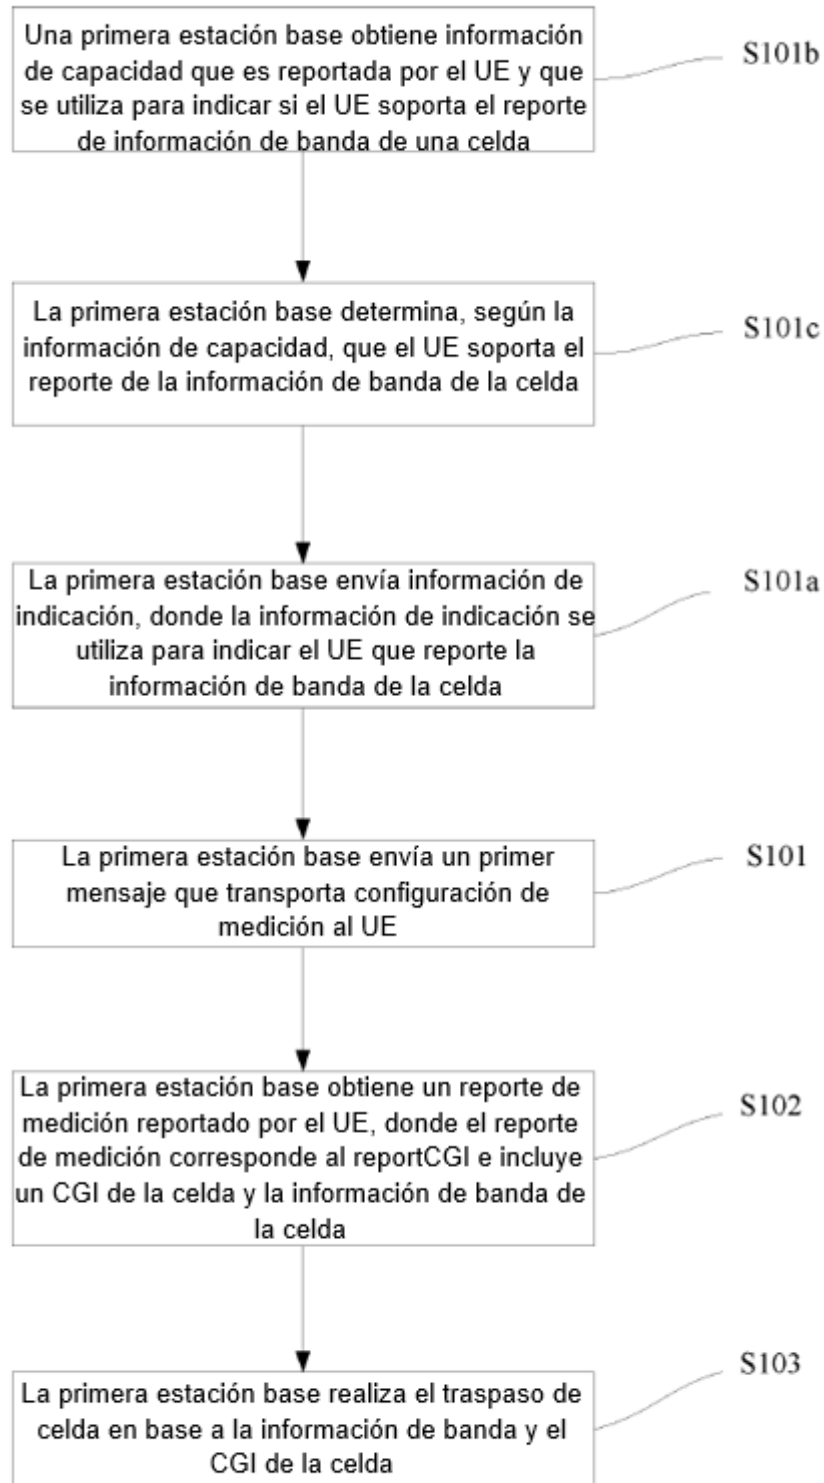 Una primera estación base obtiene información
de capacidad que es reportada por el UE y que
se utiliza para indicar si el UE soporta el reporte
de información de banda de una celda
S101b
La primera estación base determina, según la
información de capacidad, que el UE soporta el
reporte de la información de banda de la celda
S101c
La primera estación base envía información de
indicación, donde la información de indicación se
utiliza para indicar el UE que reporte la
información de banda de la celda
S101a
La primera estación base envía un primer
mensaje que transporta configuración de
medición al UE
S101
La primera estación base obtiene un reporte de
medición reportado por el UE, donde el reporte
de medición corresponde al reportCGI e incluye
un CGI de la celda y la información de banda de
la celda
S102
La primera estación base realiza el traspaso de
celda en base a la información de banda y el
CGI de la celda
S103